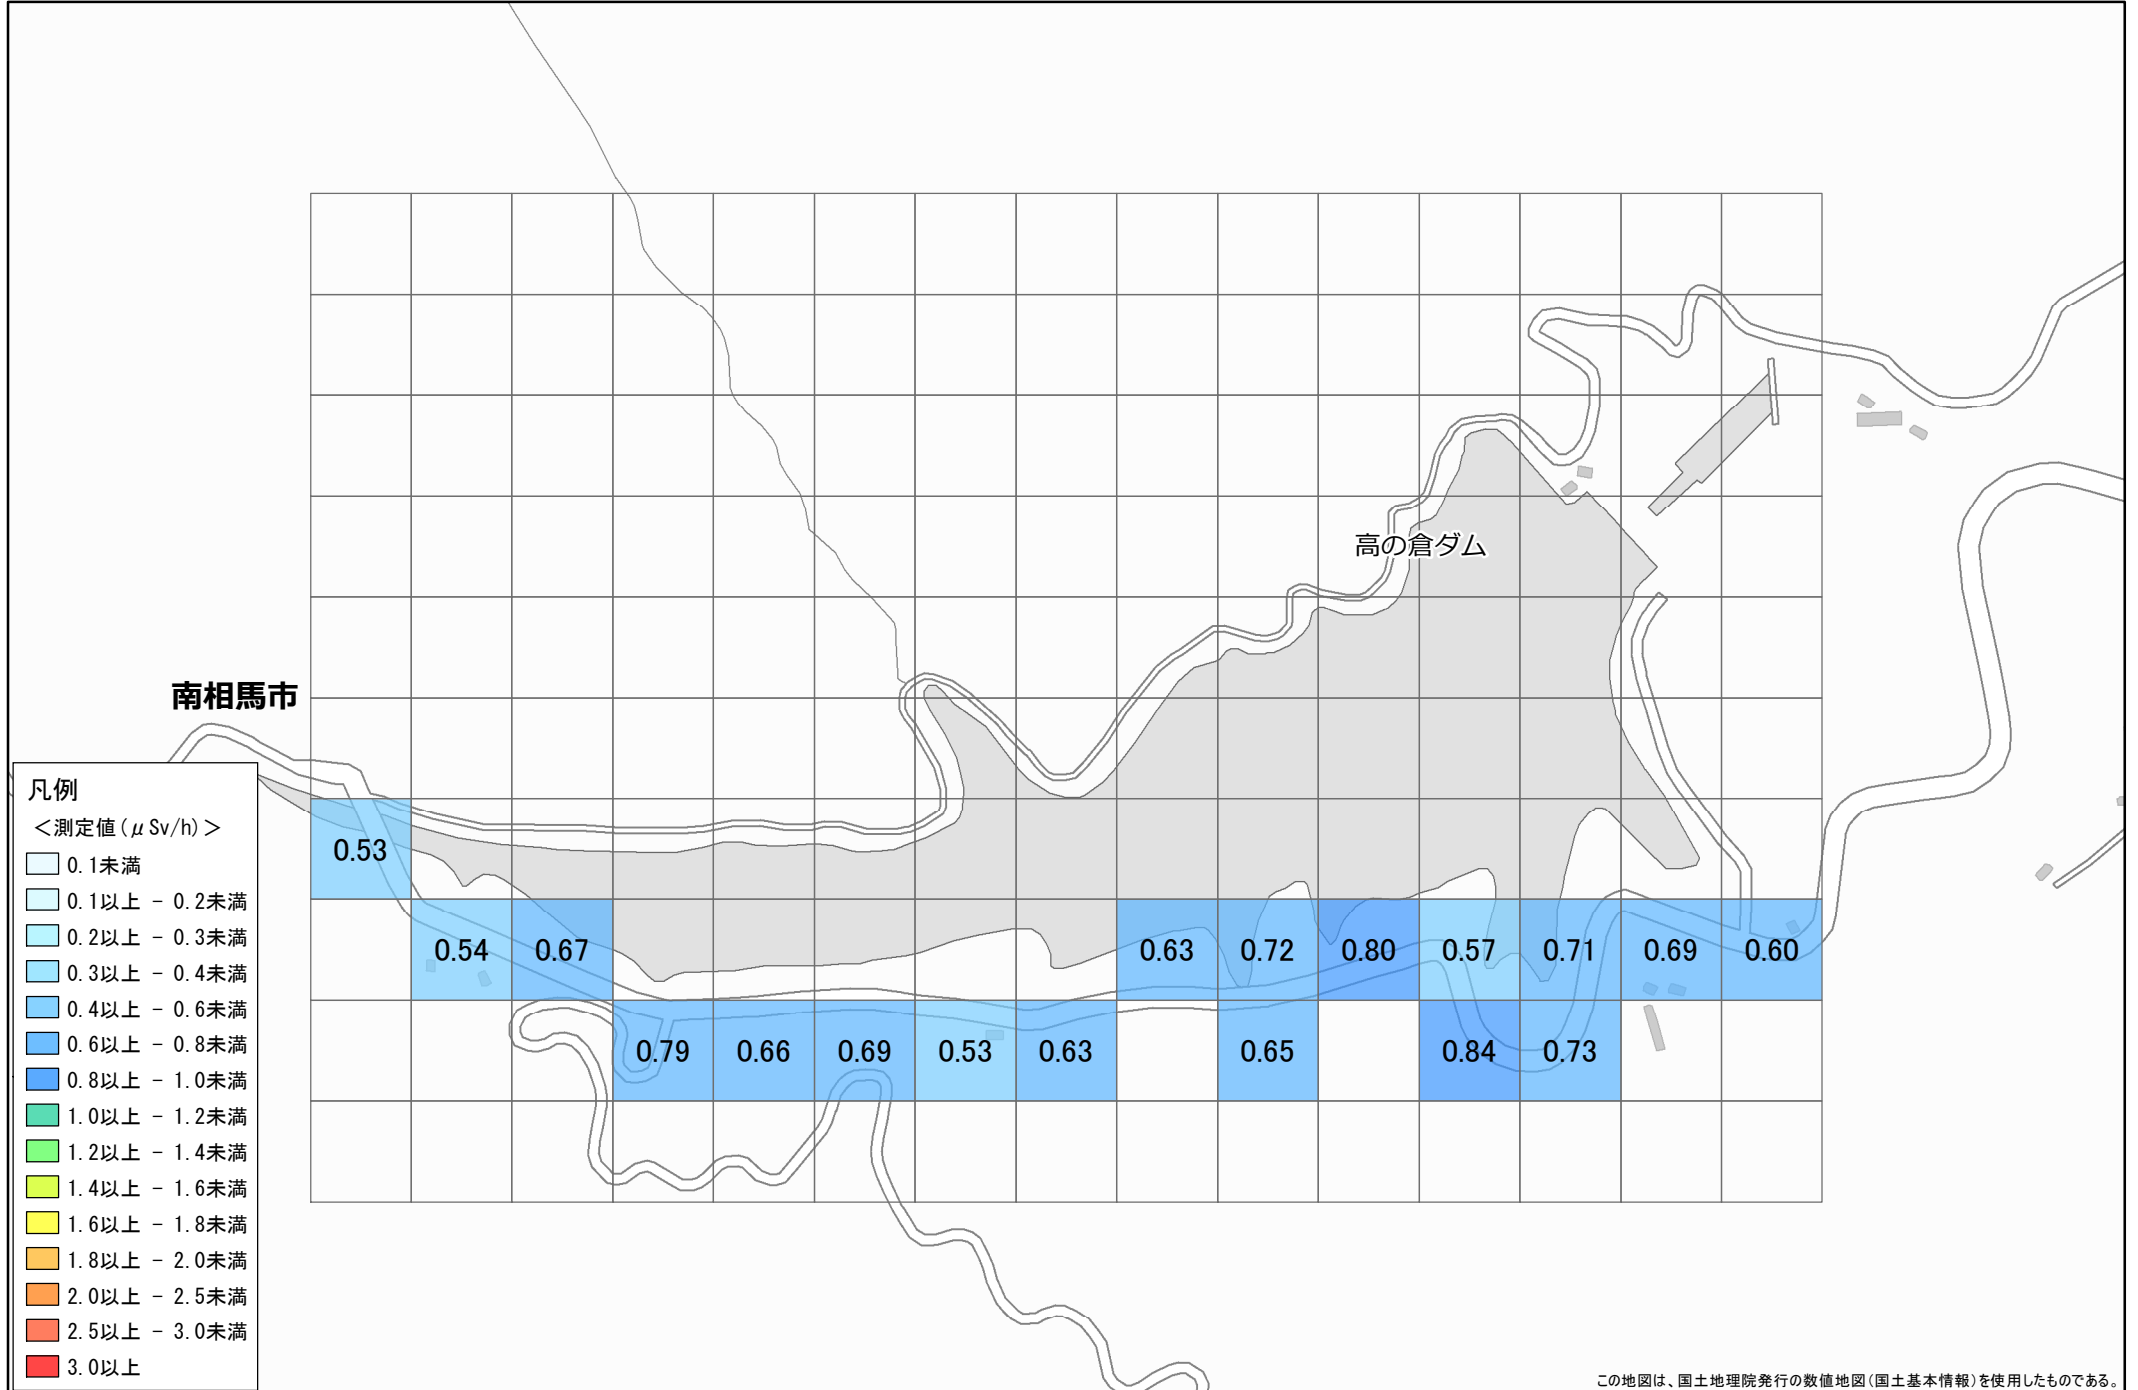 高の倉ダム
南相馬市
凡例
＜測定値(μSv/h)＞
0.1未満
0.1以上 - 0.2未満
0.2以上 - 0.3未満
0.3以上 - 0.4未満
0.4以上 - 0.6未満
0.6以上 - 0.8未満
0.8以上 - 1.0未満
1.0以上 - 1.2未満
1.2以上 - 1.4未満
1.4以上 - 1.6未満
1.6以上 - 1.8未満
1.8以上 - 2.0未満
2.0以上 - 2.5未満
2.5以上 - 3.0未満
3.0以上
0.53
0.54 0.67 0.63 0.72 0.80 0.57 0.71 0.69 0.60
0.79 0.66 0.69 0.53 0.63 0.65 0.84 0.73
この地図は、国土地理院発行の数値地図(国土基本情報)を使用したものである。